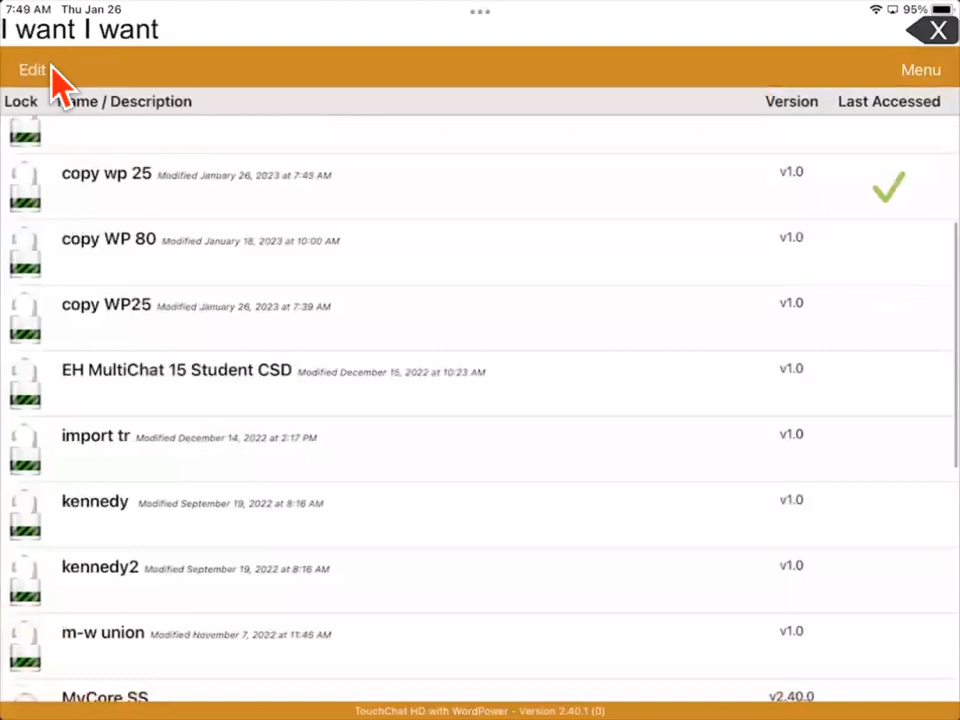 7:49 AM Thu Jan 26 95%
I want I want X
Edit Menu
Lock Name / Description Version Last Accessed
copy wp 25 Modified January 26, 2023 at 7:45 AM v1.0
copy WP 80 Modified January 18, 2023 at 10:00 AM v1.0
copy WP25 Modified January 26, 2023 at 7:39 AM v1.0
EH MultiChat 15 Student CSD Modified December 15, 2022 at 10:23 AM v1.0
import tr Modified December 14, 2022 at 2:17 PM v1.0
kennedy Modified September 19, 2022 at 8:16 AM v1.0
kennedy2 Modified September 19, 2022 at 8:16 AM v1.0
m-w union Modified November 7, 2022 at 11:45 AM v1.0
MyCore SS v2.40.0
TouchChat HD with WordPower - Version 2.40.1 (0)